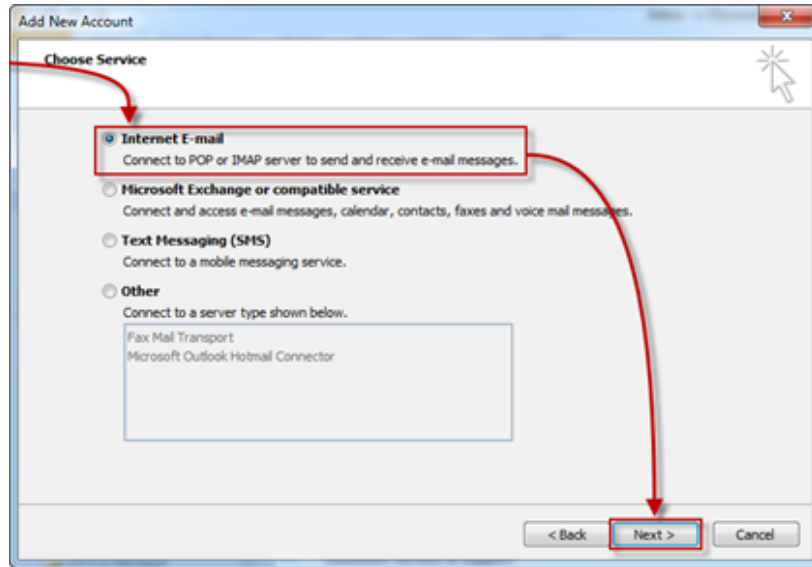 Add New Account
Choose Service
Internet E-mail
Connect to POP or IMAP server to send and receive e-mail messages.
Microsoft Exchange or compatible service
Connect and access e-mail messages, calendar, contacts, faxes and voice mail messages.
Text Messaging (SMS)
Connect to a mobile messaging service.
Other
Connect to a server type shown below.
Fax Mail Transport
Microsoft Outlook Hotmail Connector
< Back Next > Cancel